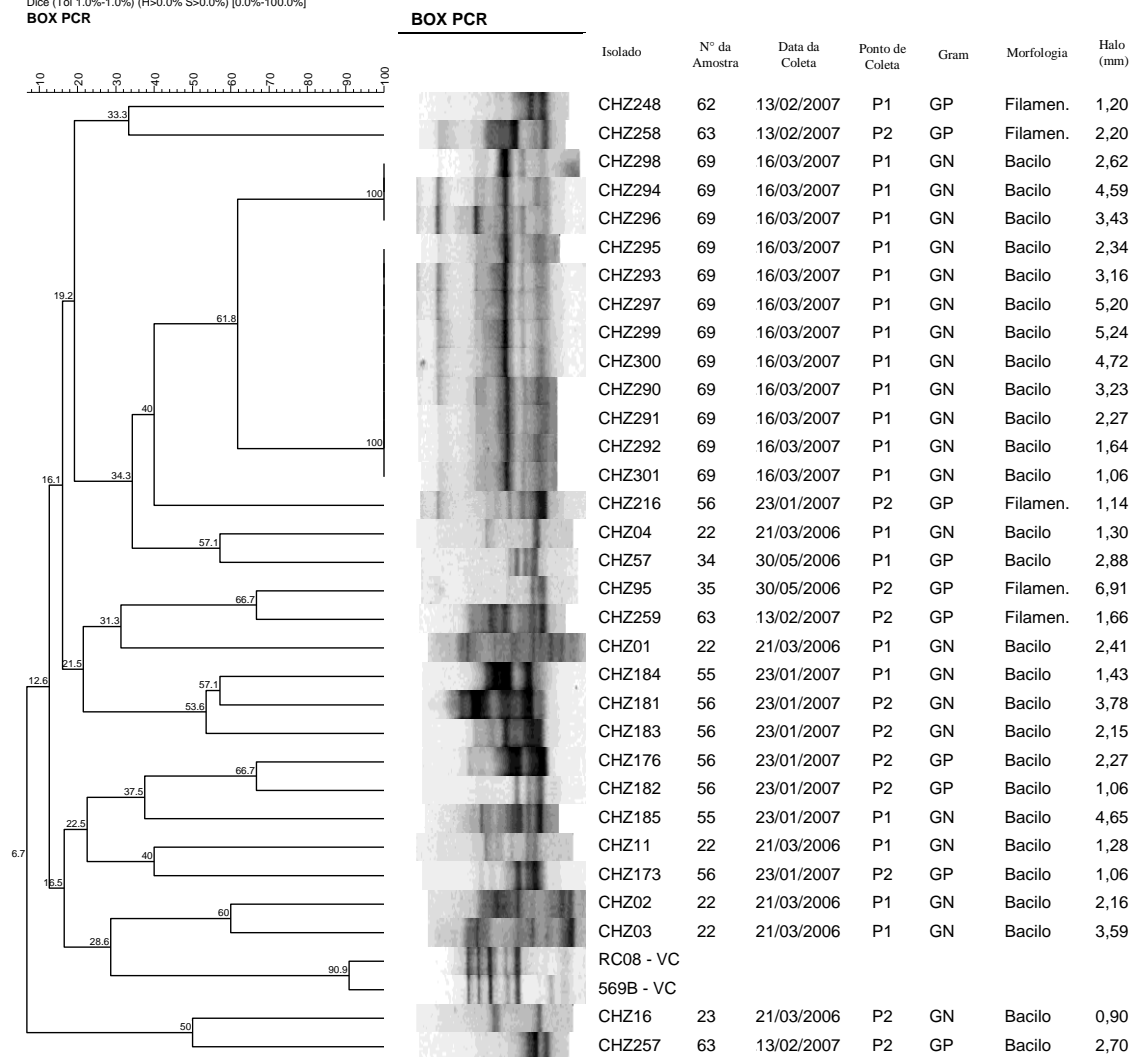 Dice (Tol 1.0%-1.0%) (H>0.0% S>0.0%) [0.0%-100.0%]
BOX PCR BOX PCR
Isolado N° da Amostra Data da Coleta Ponto de Coleta Gram Morfologia Halo (mm)
10 20 30 40 50 60 70 80 90 100
CHZ248 62 13/02/2007 P1 GP Filamen. 1,20
33.3
CHZ258 63 13/02/2007 P2 GP Filamen. 2,20
CHZ298 69 16/03/2007 P1 GN Bacilo 2,62
100 CHZ294 69 16/03/2007 P1 GN Bacilo 4,59
CHZ296 69 16/03/2007 P1 GN Bacilo 3,43
CHZ295 69 16/03/2007 P1 GN Bacilo 2,34
CHZ293 69 16/03/2007 P1 GN Bacilo 3,16
19.2 CHZ297 69 16/03/2007 P1 GN Bacilo 5,20
61.8
CHZ299 69 16/03/2007 P1 GN Bacilo 5,24
CHZ300 69 16/03/2007 P1 GN Bacilo 4,72
CHZ290 69 16/03/2007 P1 GN Bacilo 3,23
40 CHZ291 69 16/03/2007 P1 GN Bacilo 2,27
100 CHZ292 69 16/03/2007 P1 GN Bacilo 1,64
34.3 CHZ301 69 16/03/2007 P1 GN Bacilo 1,06
16.1
CHZ216 56 23/01/2007 P2 GP Filamen. 1,14
CHZ04 22 21/03/2006 P1 GN Bacilo 1,30
57.1
CHZ57 34 30/05/2006 P1 GP Bacilo 2,88
CHZ95 35 30/05/2006 P2 GP Filamen. 6,91
66.7
31.3 CHZ259 63 13/02/2007 P2 GP Filamen. 1,66
CHZ01 22 21/03/2006 P1 GN Bacilo 2,41
21.5
12.6 CHZ184 55 23/01/2007 P1 GN Bacilo 1,43
57.1
53.6 CHZ181 56 23/01/2007 P2 GN Bacilo 3,78
CHZ183 56 23/01/2007 P2 GN Bacilo 2,15
CHZ176 56 23/01/2007 P2 GP Bacilo 2,27
66.7
37.5 CHZ182 56 23/01/2007 P2 GP Bacilo 1,06
22.5 CHZ185 55 23/01/2007 P1 GN Bacilo 4,65
CHZ11 22 21/03/2006 P1 GN Bacilo 1,28
6.7 40
CHZ173 56 23/01/2007 P2 GP Bacilo 1,06
16.5
CHZ02 22 21/03/2006 P1 GN Bacilo 2,16
60
CHZ03 22 21/03/2006 P1 GN Bacilo 3,59
28.6
RC08 - VC
90.9
569B - VC
CHZ16 23 21/03/2006 P2 GN Bacilo 0,90
50
CHZ257 63 13/02/2007 P2 GP Bacilo 2,70